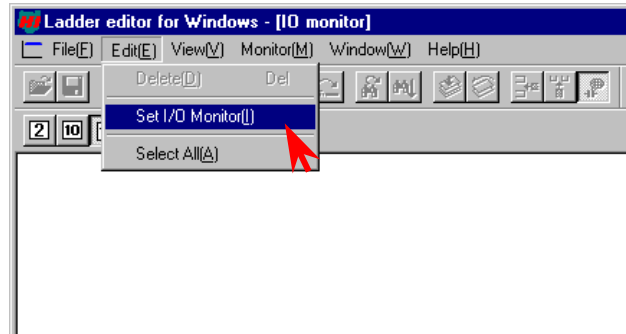 Ladder editor for Windows - [IO monitor]
File(F) Edit(E) View(V) Monitor(M) Window(W) Help(H)
Delete(D) Del
Set I/O Monitor(I)
2 10
Select All(A)